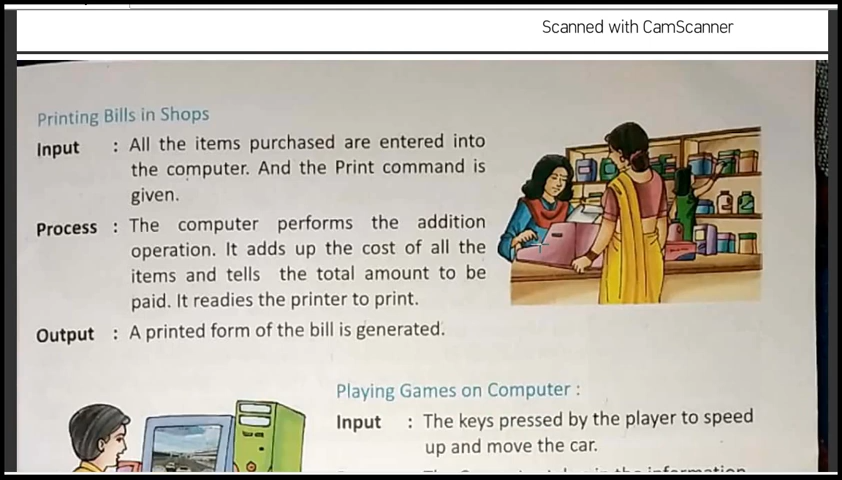 Scanned with CamScanner
Printing Bills in Shops
Input : All the items purchased are entered into
the computer. And the Print command is
given.
Process : The computer performs the addition
operation. It adds up the cost of all the
items and tells the total amount to be
paid. It readies the printer to print.
Output : A printed form of the bill is generated.
Playing Games on Computer :
Input : The keys pressed by the player to speed
up and move the car.